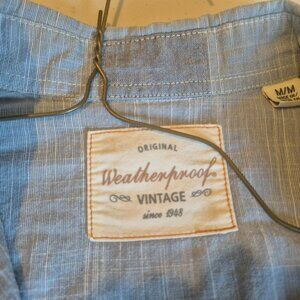 M/M
ORIGINAL
Weatherproof
VINTAGE
since 1948